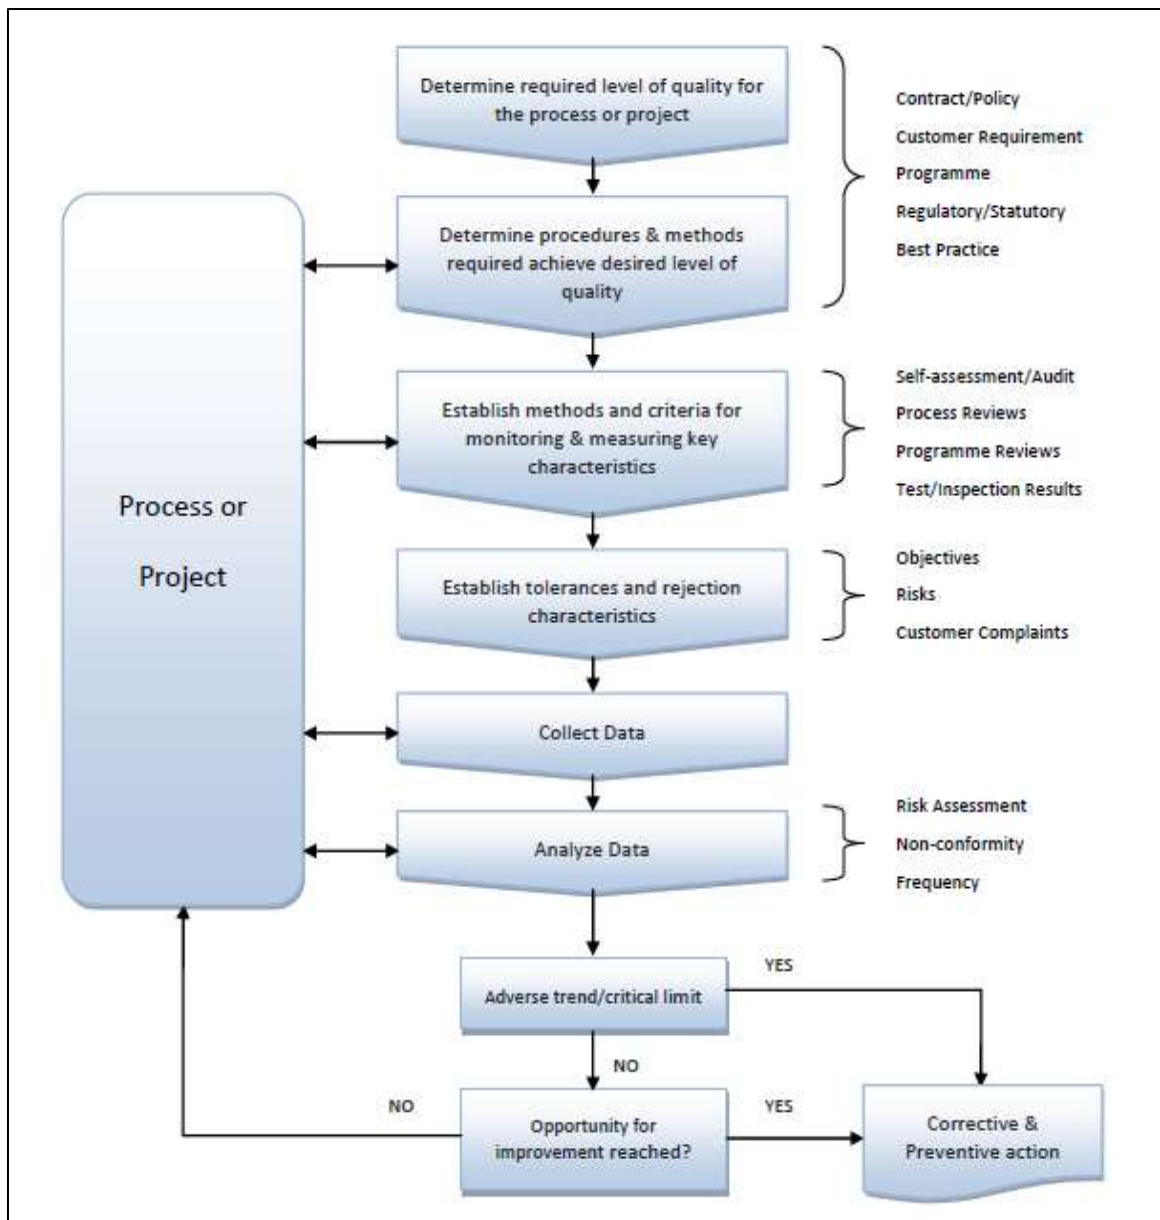 Determine required level of quality for
the process or project
Contract/Policy
Customer Requirement
Programme
Regulatory/Statutory
Best Practice
Determine procedures & methods
required achieve desired level of
quality
Establish methods and criteria for
monitoring & measuring key
characteristics
Self-assessment/Audit
Process Reviews
Programme Reviews
Test/Inspection Results
Process or
Project
Establish tolerances and rejection
characteristics
Objectives
Risks
Customer Complaints
Collect Data
Analyze Data
Risk Assessment
Non-conformity
Frequency
Adverse trend/critical limit
YES
NO
NO
Opportunity for
improvement reached?
YES
Corrective &
Preventive action